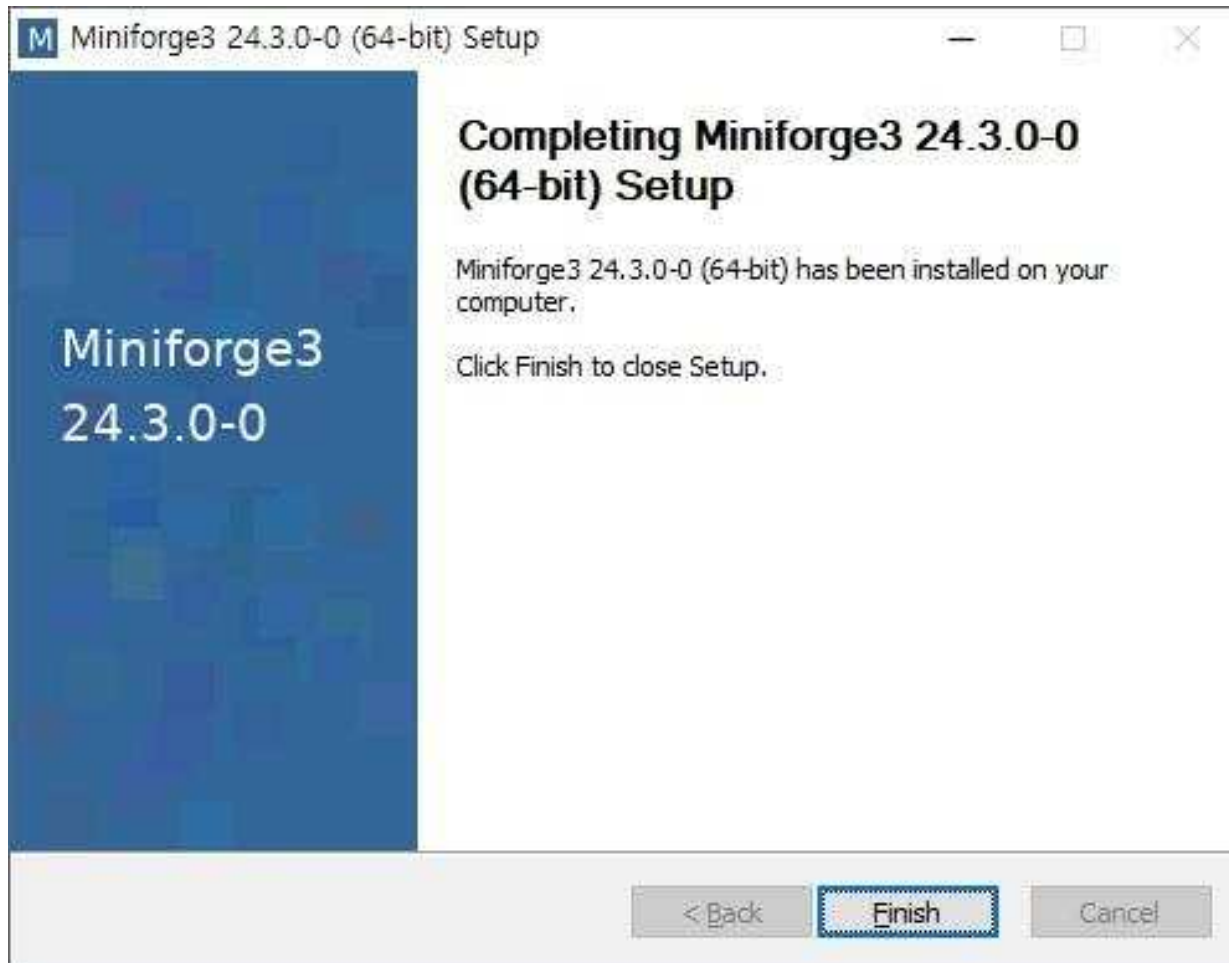 M Miniforge3 24.3.0-0 (64-bit) Setup
Completing Miniforge3 24.3.0-0
(64-bit) Setup
Miniforge3 24.3.0-0 (64-bit) has been installed on your
computer.
Click Finish to close Setup.
Miniforge3
24.3.0-0
< Back
Finish
Cancel